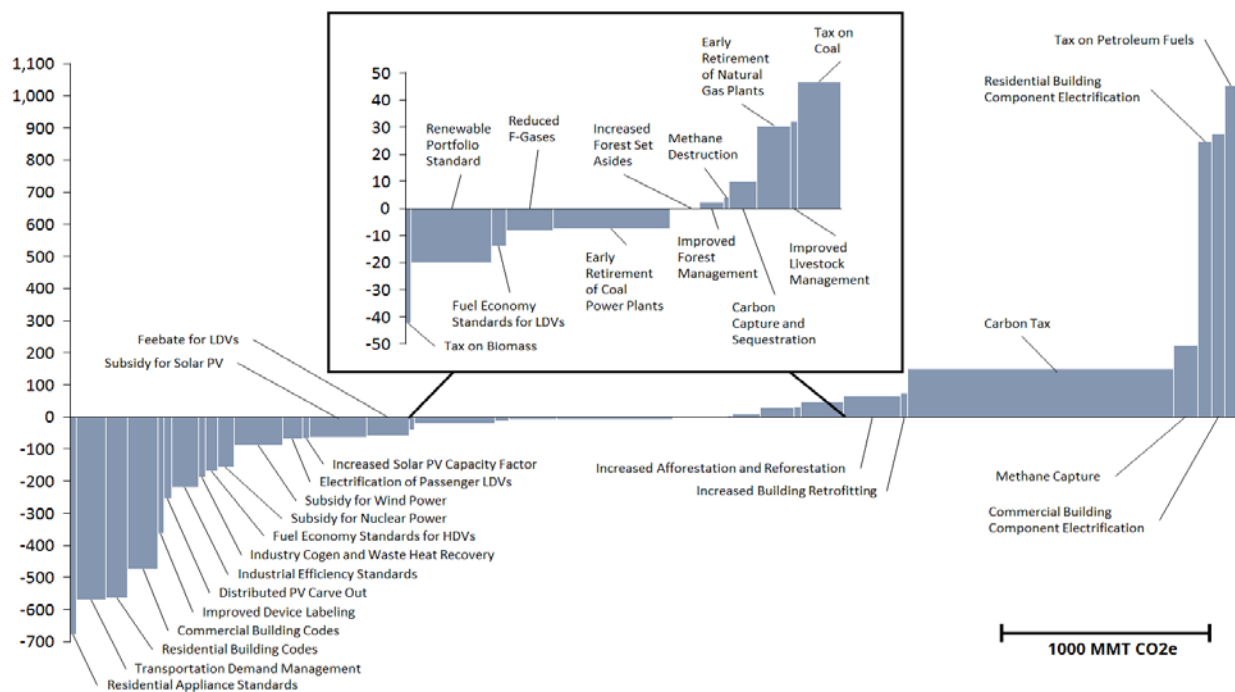 1,100
1,000
900
800
700
600
500
400
300
200
100
0
-100
-200
-300
-400
-500
-600
-700
50
40
30
20
10
0
-10
-20
-30
-40
-50
Renewable
Portfolio
Standard
Reduced
F-Gases
Increased
Forest Set
Asides
Methane
Destruction
Early
Retirement
of Natural
Gas Plants
Tax on
Coal
Tax on Biomass
Fuel Economy
Standards for LDVs
Early
Retirement
of Coal
Power Plants
Improved
Forest
Management
Carbon
Capture and
Sequestration
Improved
Livestock
Management
Tax on Petroleum Fuels
Residential Building
Component Electrification
Carbon Tax
Feebate for LDVs
Subsidy for Solar PV
Increased Solar PV Capacity Factor
Electrification of Passenger LDVs
Subsidy for Wind Power
Subsidy for Nuclear Power
Fuel Economy Standards for HDVs
Industry Cogen and Waste Heat Recovery
Industrial Efficiency Standards
Distributed PV Carve Out
Improved Device Labeling
Commercial Building Codes
Residential Building Codes
Transportation Demand Management
Residential Appliance Standards
Increased Afforestation and Reforestation
Increased Building Retrofitting
Methane Capture
Commercial Building
Component Electrification
1000 MMT CO2e